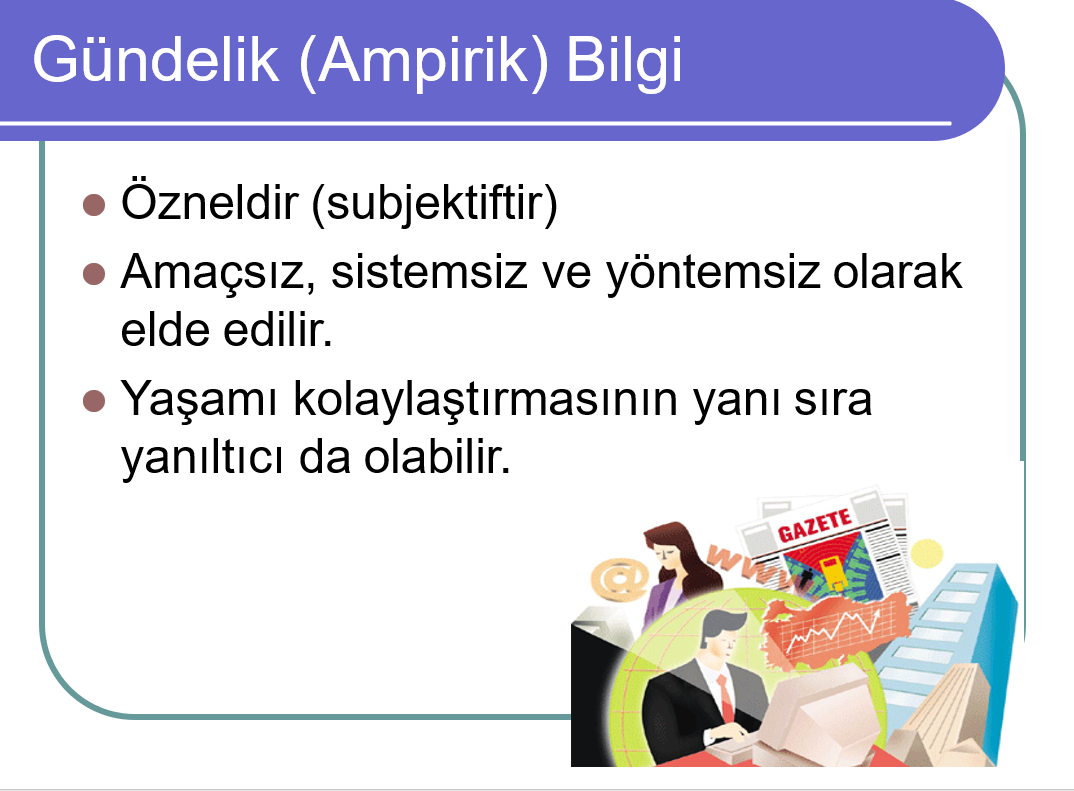 Gündelik (Ampirik) Bilgi
Özneldir (subjektiftir)
Amaçsız, sistemsiz ve yöntemsiz olarak
elde edilir.
Yaşamı kolaylaştırmasının yanı sıra
yanıltıcı da olabilir.
GAZETE
@
www.